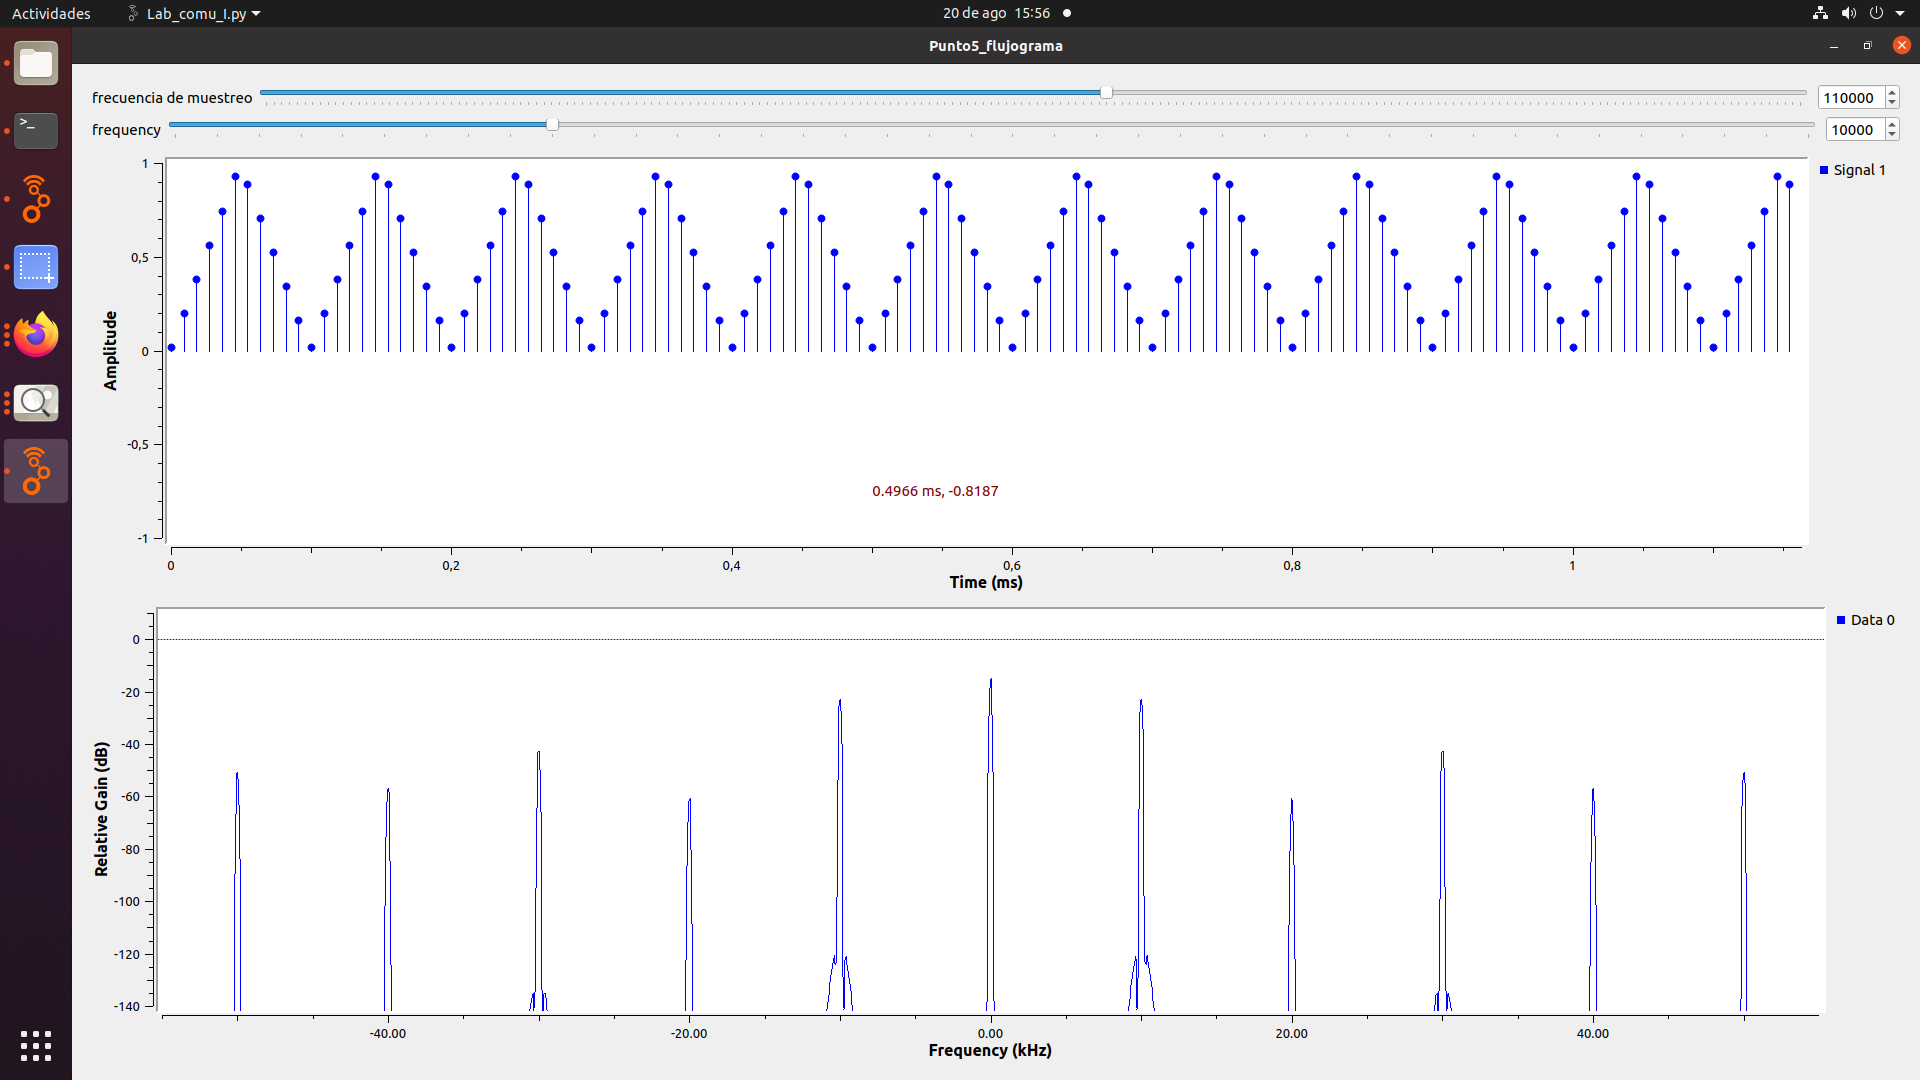 Actividades
Lab_comu_I.py
20 de ago 15:56
Punto5_flujograma
frecuencia de muestreo
110000
frequency
10000
Signal 1
1
0,5
0
-0,5
-1
Amplitude
0.4966 ms, -0.8187
0 0,2 0,4 0,6 0,8 1
Time (ms)
Data 0
0
-20
-40
-60
-80
-100
-120
-140
Relative Gain (dB)
-40.00 -20.00 0.00 20.00 40.00
Frequency (kHz)